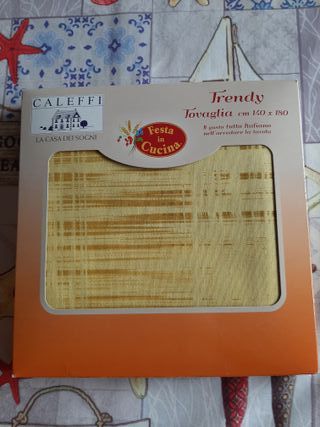 CALEFFI
LA CASA DEI SOGNI
Festa
in
Cucina
Trendy
Tovaglia cm 140 x 180
Il gusto tutto Italiano
nell'arredare la tavola